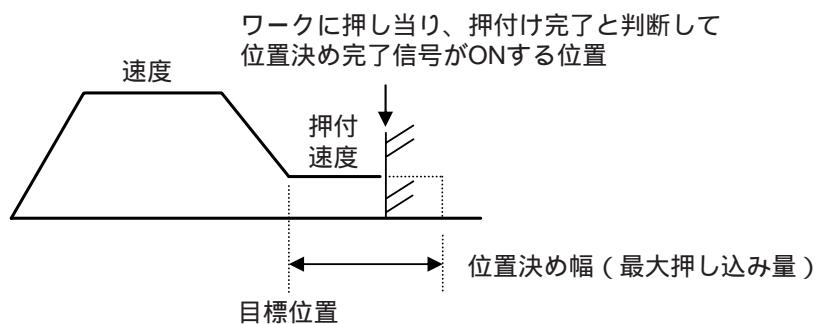 ワークに押し当り、押付け完了と判断して
位置決め完了信号がONする位置
速度
押付
速度
位置決め幅(最大押し込み量)
目標位置